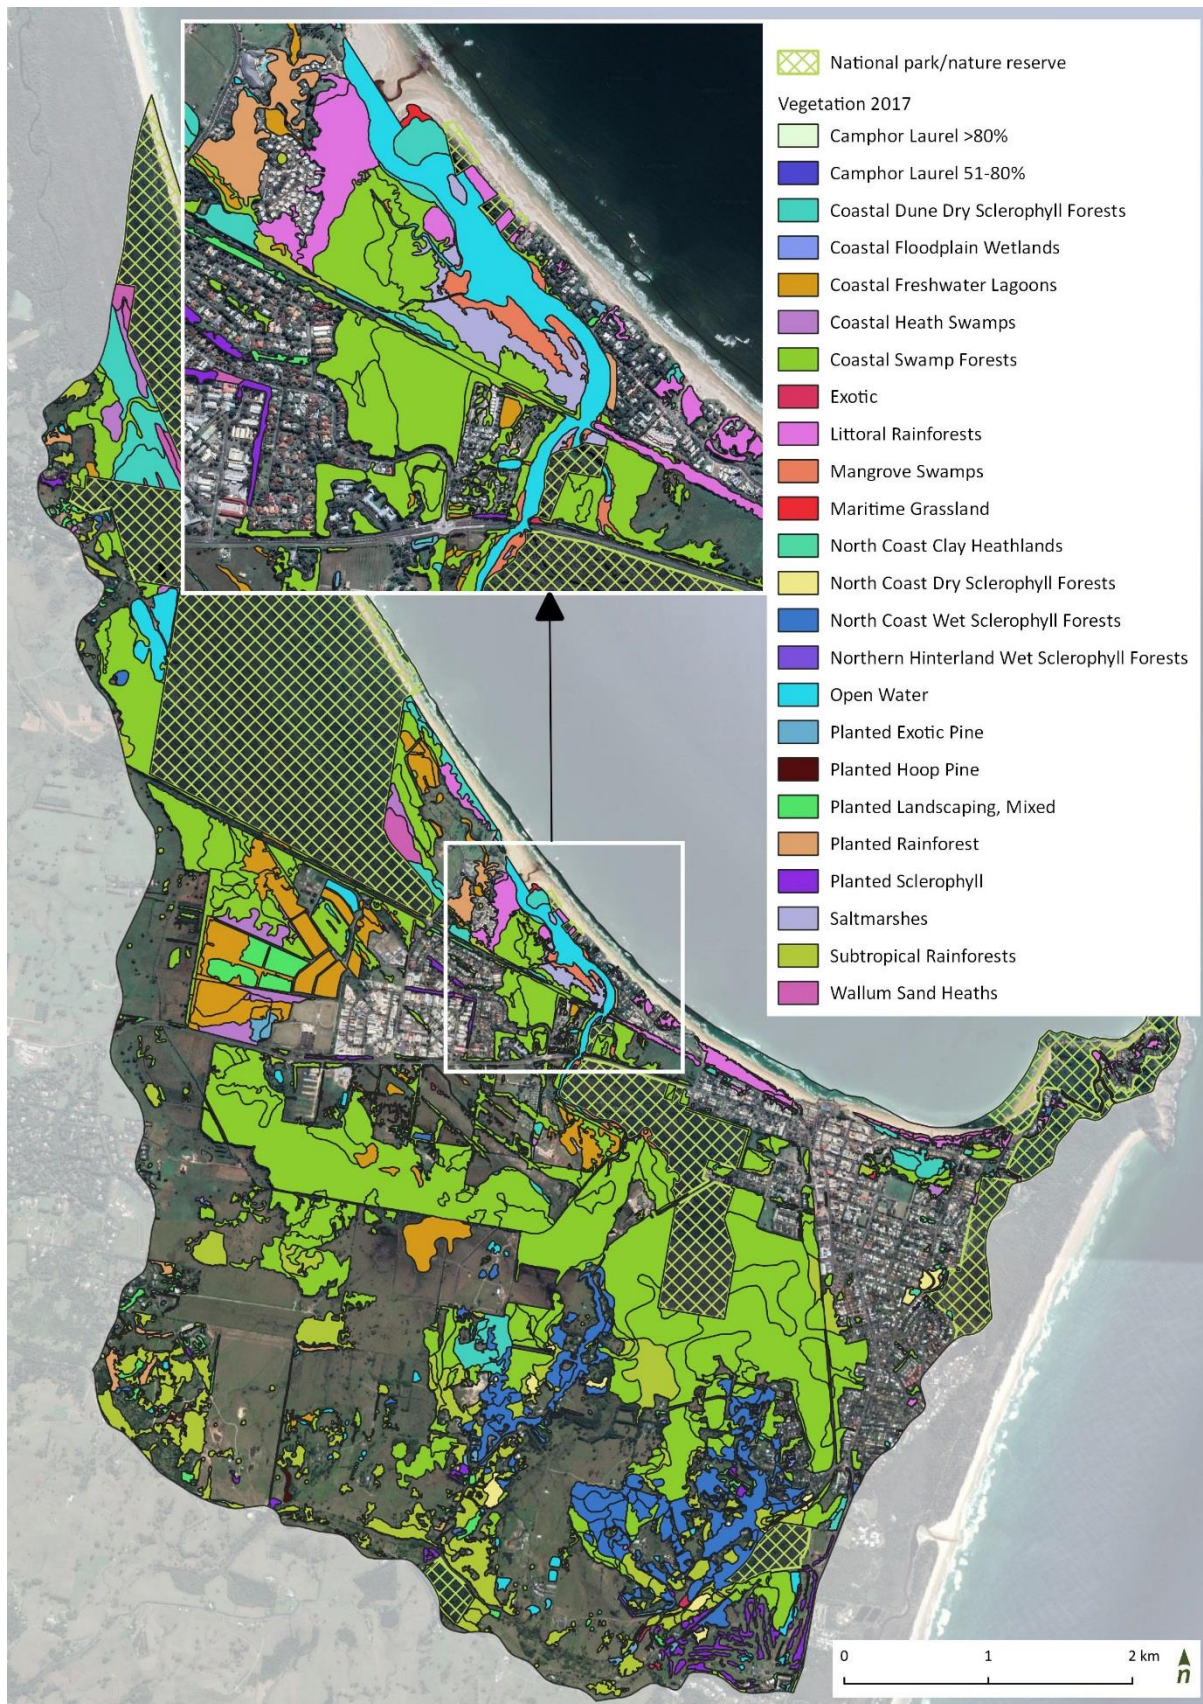 National park/nature reserve
Vegetation 2017
Camphor Laurel >80%
Camphor Laurel 51-80%
Coastal Dune Dry Sclerophyll Forests
Coastal Floodplain Wetlands
Coastal Freshwater Lagoons
Coastal Heath Swamps
Coastal Swamp Forests
Exotic
Littoral Rainforests
Mangrove Swamps
Maritime Grassland
North Coast Clay Heathlands
North Coast Dry Sclerophyll Forests
North Coast Wet Sclerophyll Forests
Northern Hinterland Wet Sclerophyll Forests
Open Water
Planted Exotic Pine
Planted Hoop Pine
Planted Landscaping, Mixed
Planted Rainforest
Planted Sclerophyll
Saltmarshes
Subtropical Rainforests
Wallum Sand Heaths
0 1 2 km
n